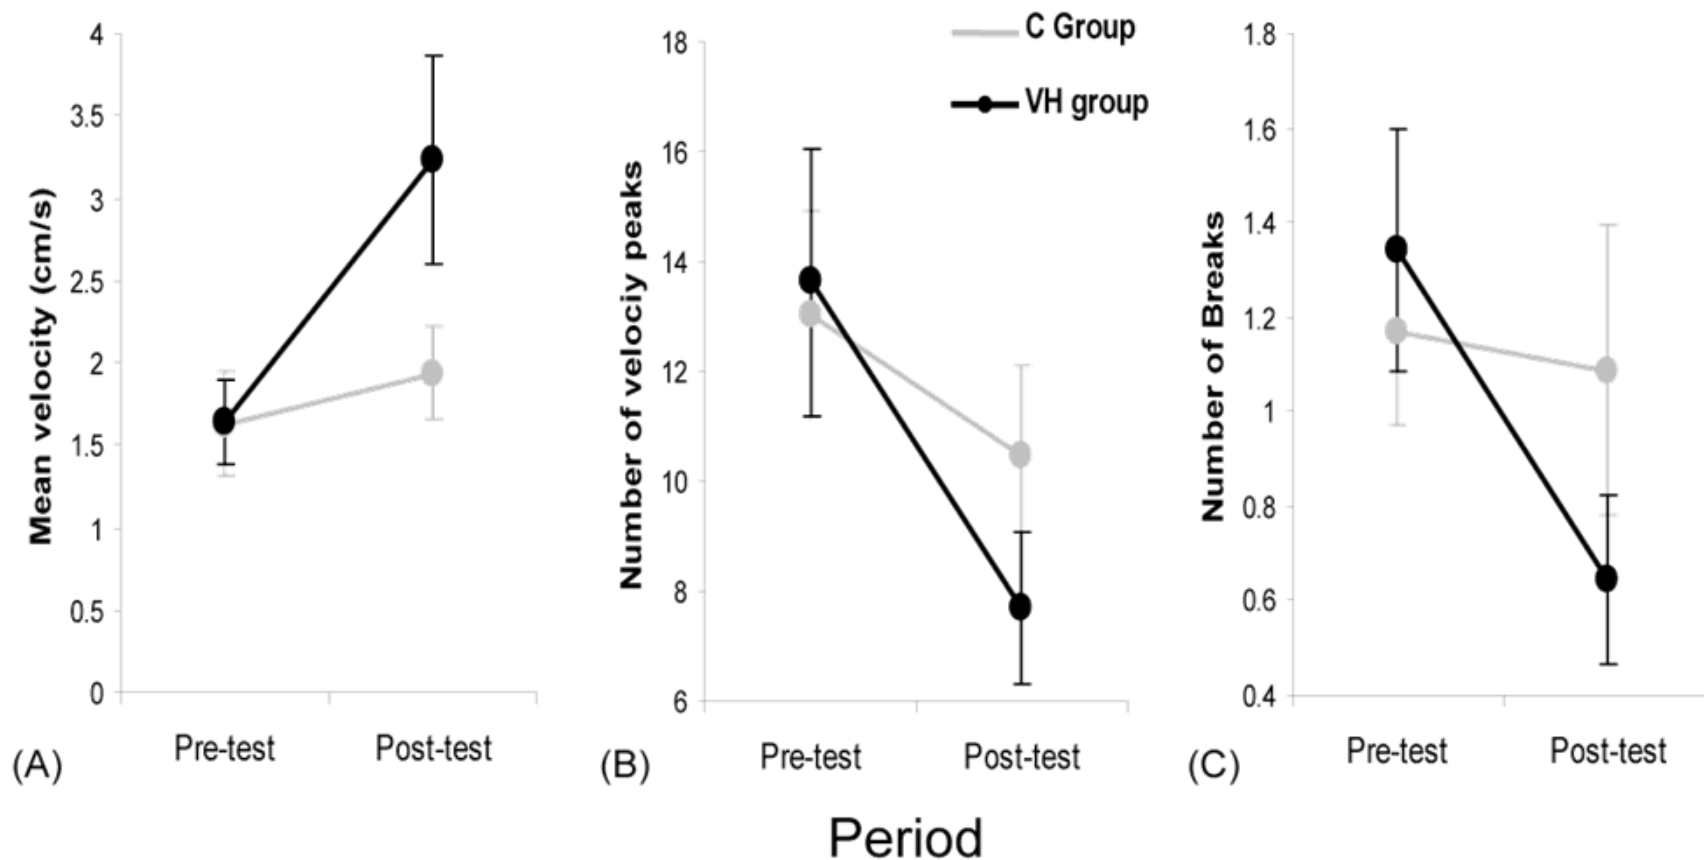 C Group
VH group
Mean velocity (cm/s)
4
3.5
3
2.5
2
1.5
1
0.5
0
Pre-test Post-test
(A)
Number of velociy peaks
18
16
14
12
10
8
6
Pre-test Post-test
(B)
Number of Breaks
1.8
1.6
1.4
1.2
1
0.8
0.6
0.4
Pre-test Post-test
(C)
Period